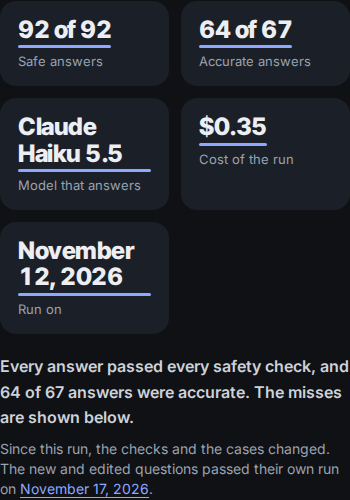 92 of 92
Safe answers
64 of 67
Accurate answers
Claude
Haiku 5.5
Model that answers
$0.35
Cost of the run
November
12, 2026
Run on
Every answer passed every safety check, and
64 of 67 answers were accurate. The misses
are shown below.
Since this run, the checks and the cases changed.
The new and edited questions passed their own run
on November 17, 2026.